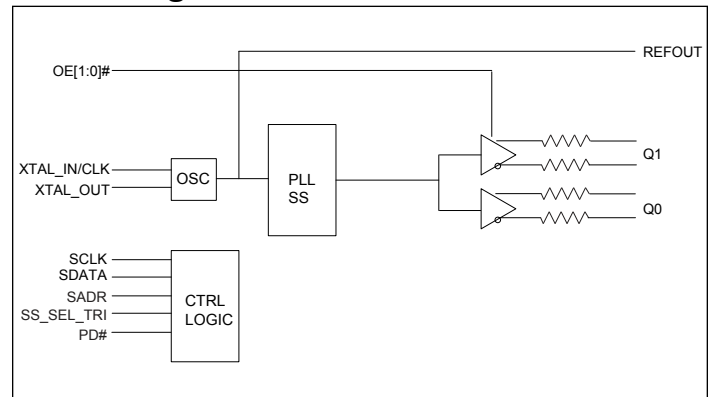 REFOUT
OE[1:0]#
Q1
XTAL_IN/CLK
XTAL_OUT
OSC
PLL
SS
Q0
SCLK
SDATA
SADR
SS_SEL_TRI
PD#
CTRL
LOGIC